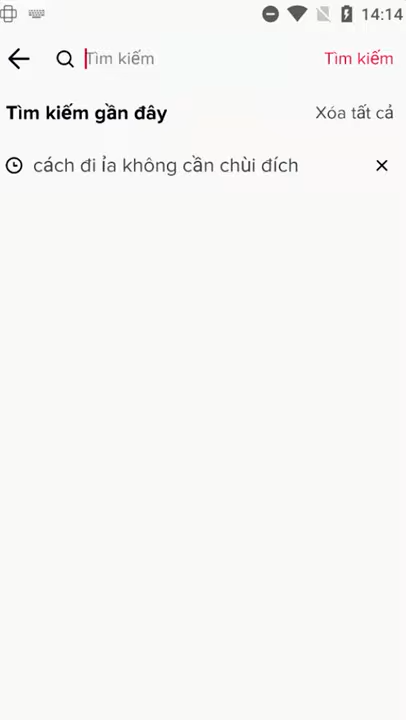 14:14
Tìm kiếm
Tìm kiếm
Tìm kiếm gần đây
Xóa tất cả
cách đi ỉa không cần chùi đích